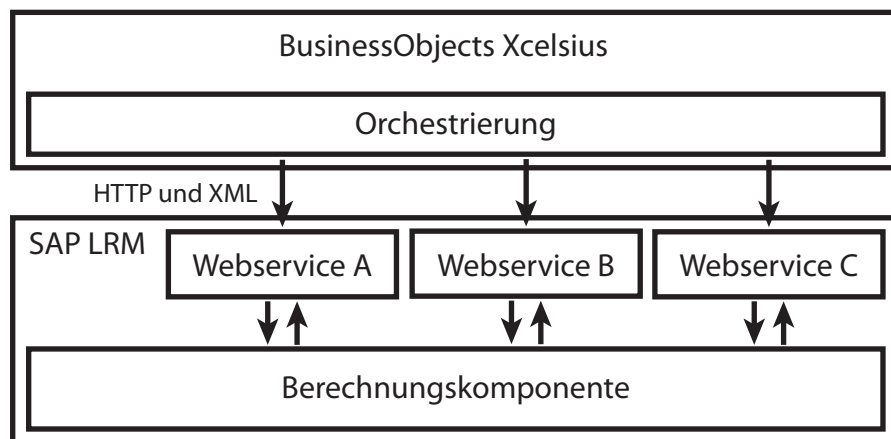 BusinessObjects Xcelsius
Orchestrierung
HTTP und XML
SAP LRM
Webservice A
Webservice B
Webservice C
Berechnungskomponente